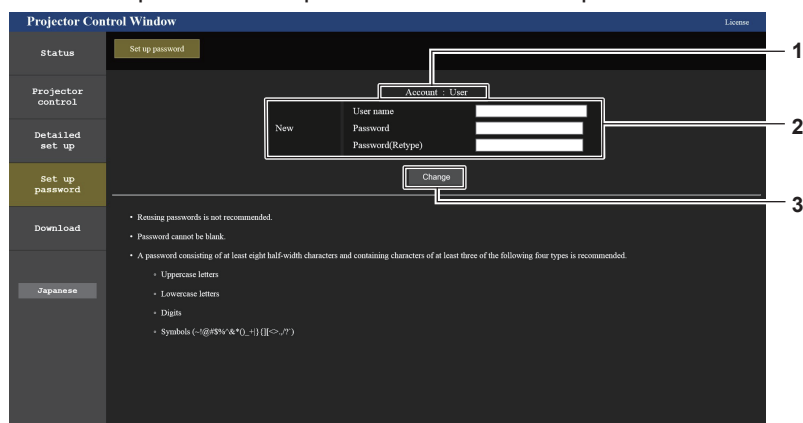 Projector Control Window
License
Status
Set up password
1
Projector
control
Account : User
User name
New
Password
2
Password(Retype)
Detailed
set up
Set up
password
Change
3
Download
Japanese
• Reusing passwords is not recommended.
• Password cannot be blank.
• A password consisting of at least eight half-width characters and containing characters of at least three of the following four types is recommended.
Uppercase letters
Lowercase letters
Digits
Symbols (~!@#$%^&*()_+|}{][<>.,/?`)